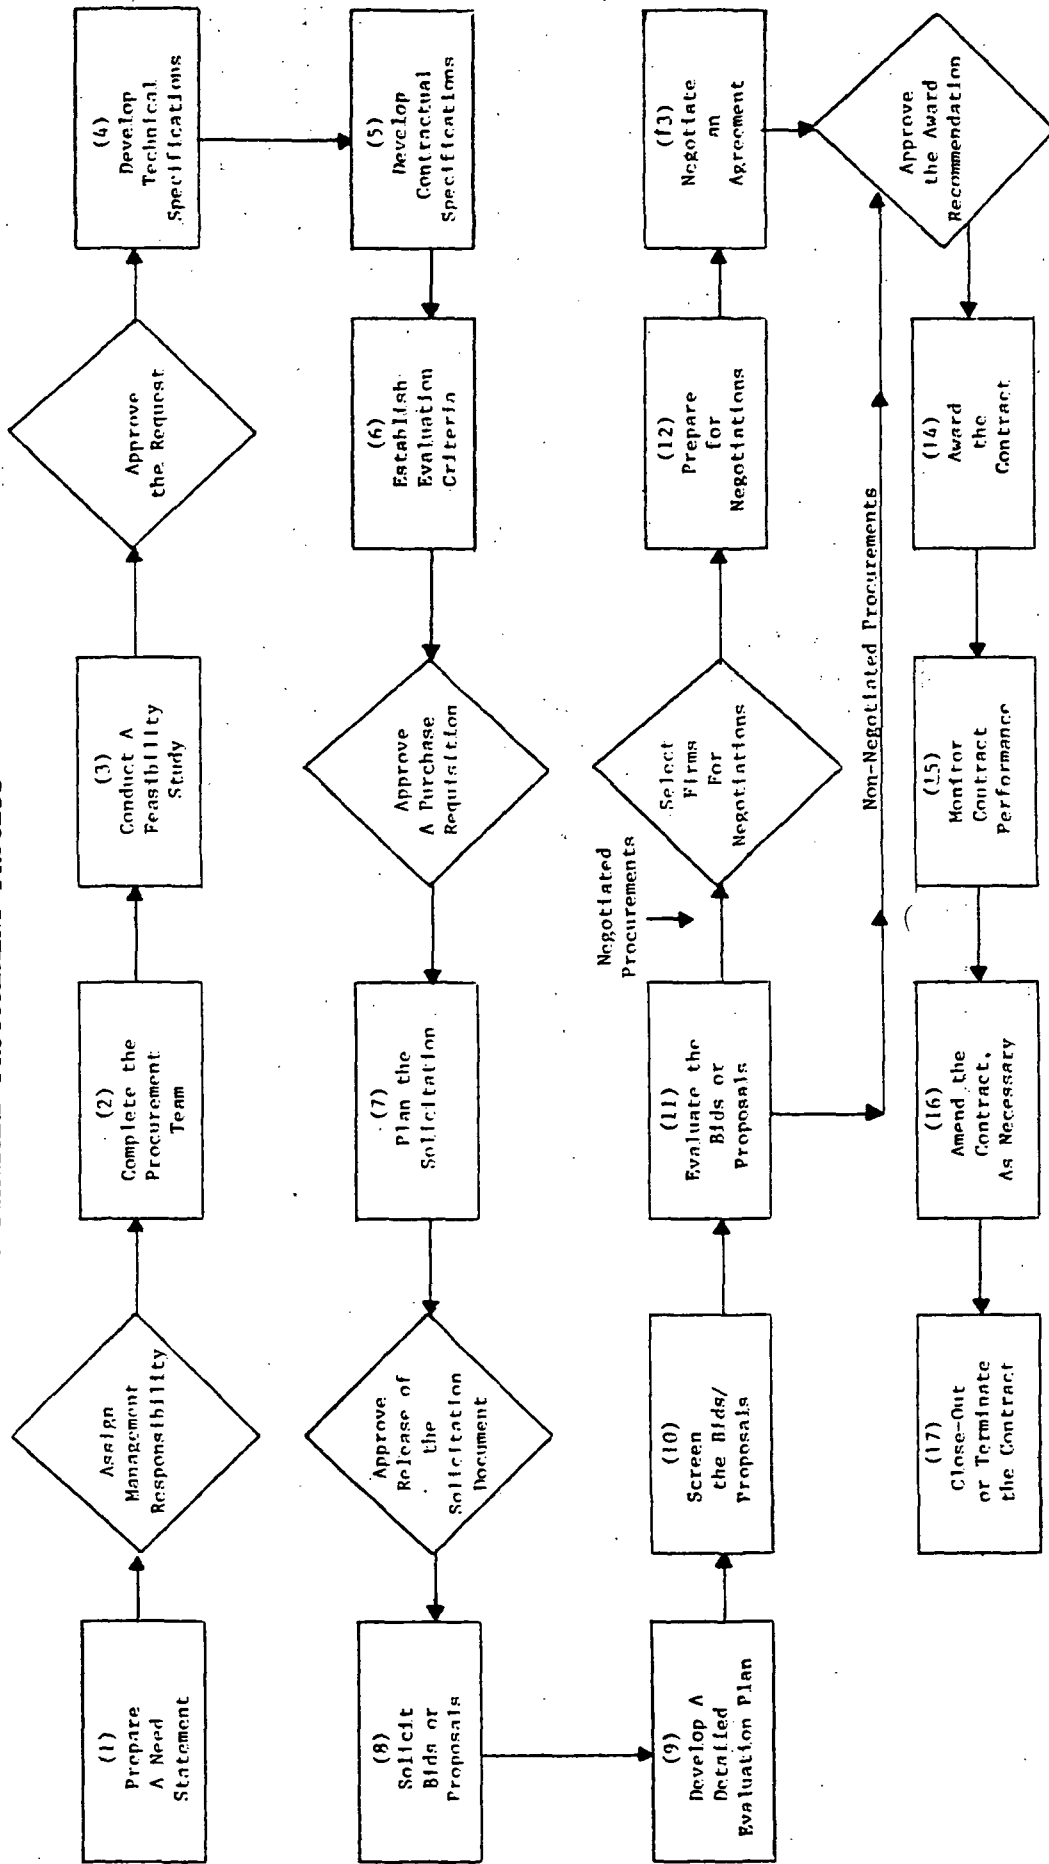 (1)
Prepare
A Need
Statement
Assign
Management
Responsibility
(2)
Complete the
Procurement
Team
(3)
Conduct A
Feasibility
Study
Approve
the Request
(4)
Develop
Technical
Specifications
(5)
Develop
Contractual
Specifications
(6)
Establish
Evaluation
Criteria
Approve
A Purchase
Requisition
(7)
Plan the
Solicitation
Approve
Release of
the
Solicitation
Document
(8)
Solicit
Bids or
Proposals
(9)
Develop A
Detailed
Evaluation Plan
(10)
Screen
the Bids/
Proposals
(11)
Evaluate the
Bids or
Proposals
Negotiated
Procurements
Select
Firms
For
Negotiations
(12)
Prepare
for
Negotiations
(13)
Negotiate
an
Agreement
Non-Negotiated Procurements
Approve
the Award
Recommendation
(14)
Award
the
Contract
(15)
Monitor
Contract
Performance
(16)
Amend the
Contract,
As Necessary
(17)
Close-Out
or Terminate
the Contract